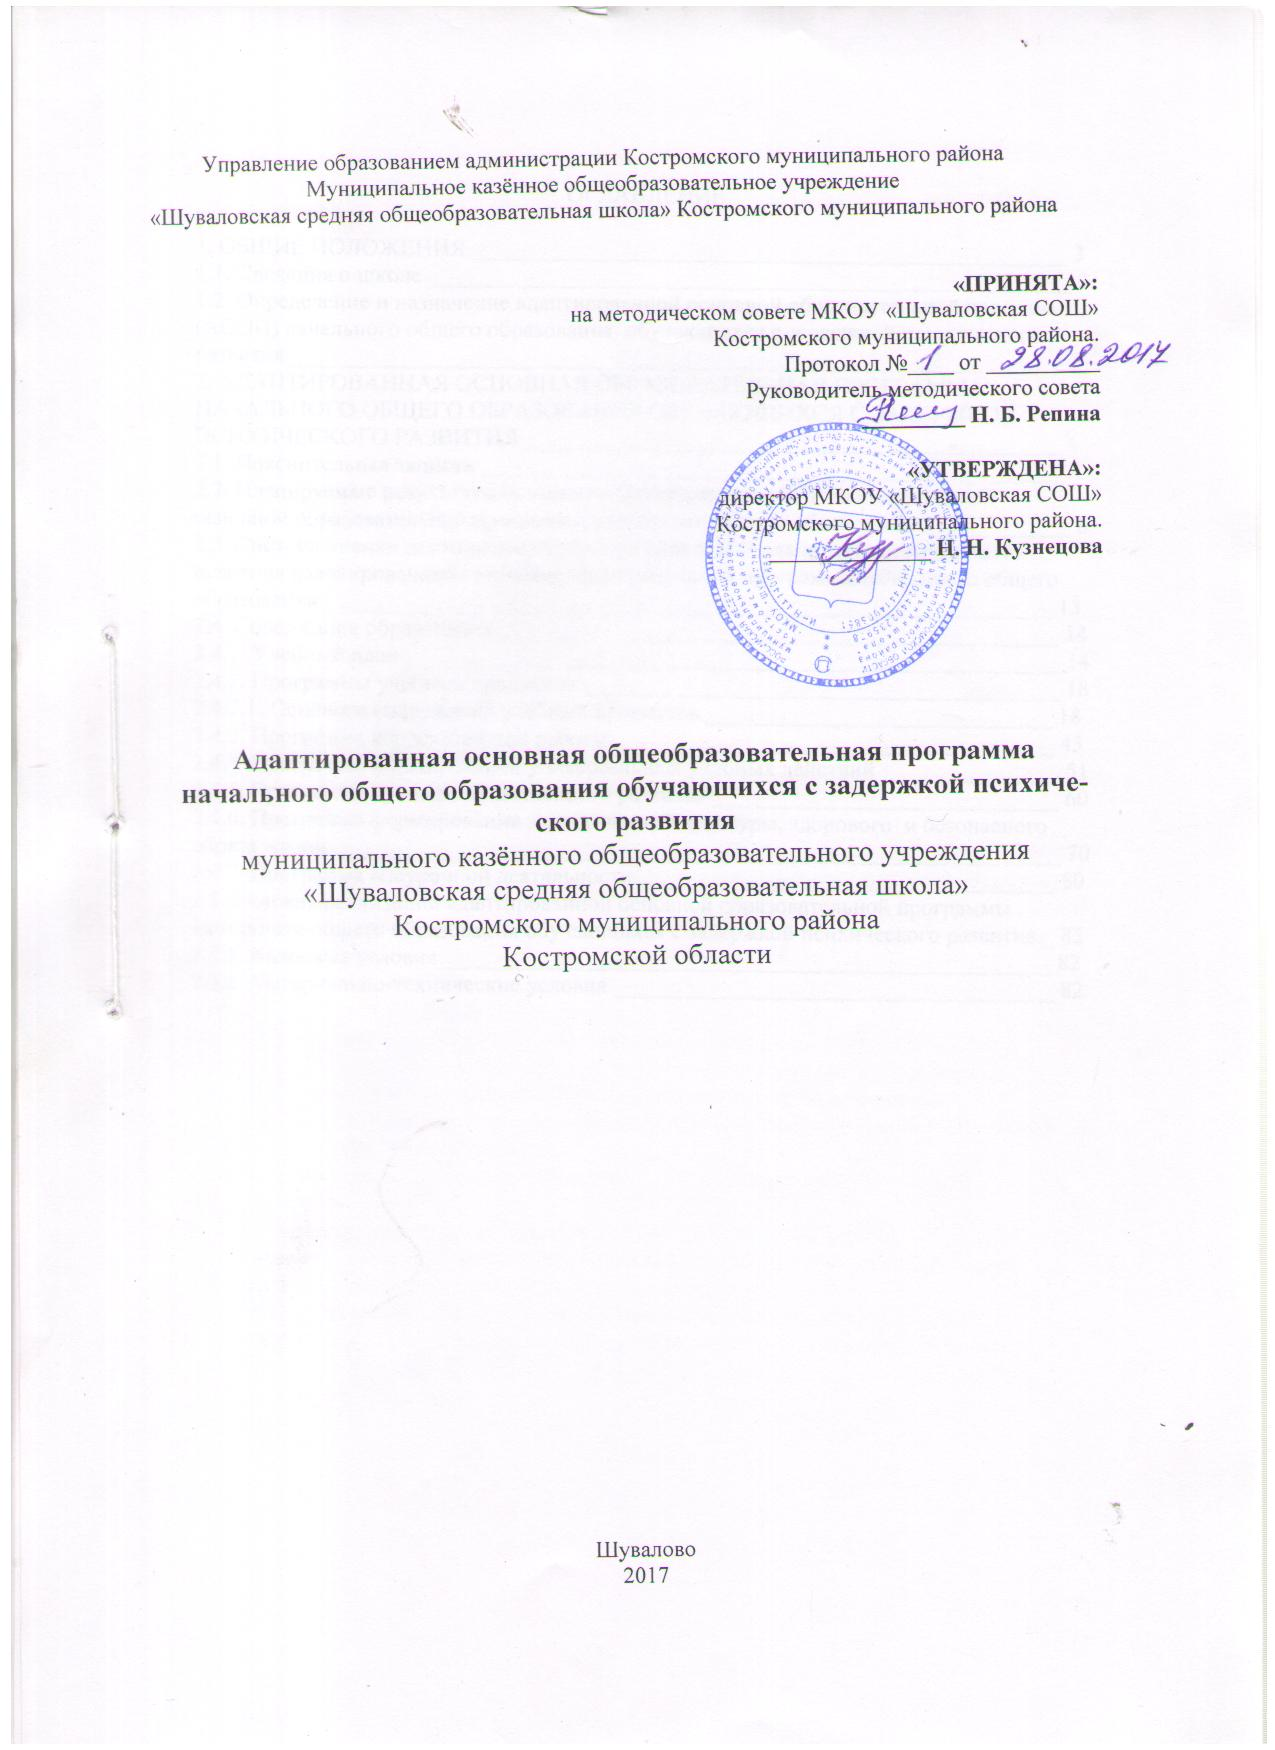 Управление образованием администрации Костромского муниципального района
Муниципальное казённое общеобразовательное учреждение
«Шуваловская средняя общеобразовательная школа» Костромского муниципального района
«ПРИНЯТА»:
на методическом совете МКОУ «Шуваловская СОШ»
Костромского муниципального района.
Протокол № 1 от 28.08.2017
Руководитель методического совета
Н. Б. Репина
«УТВЕРЖДЕНА»:
директор МКОУ «Шуваловская СОШ»
Костромского муниципального района.
Н. Н. Кузнецова
Адаптированная основная общеобразовательная программа
начального общего образования обучающихся с задержкой психиче-
ского развития
муниципального казённого общеобразовательного учреждения
«Шуваловская средняя общеобразовательная школа»
Костромского муниципального района
Костромской области
Шувалово
2017